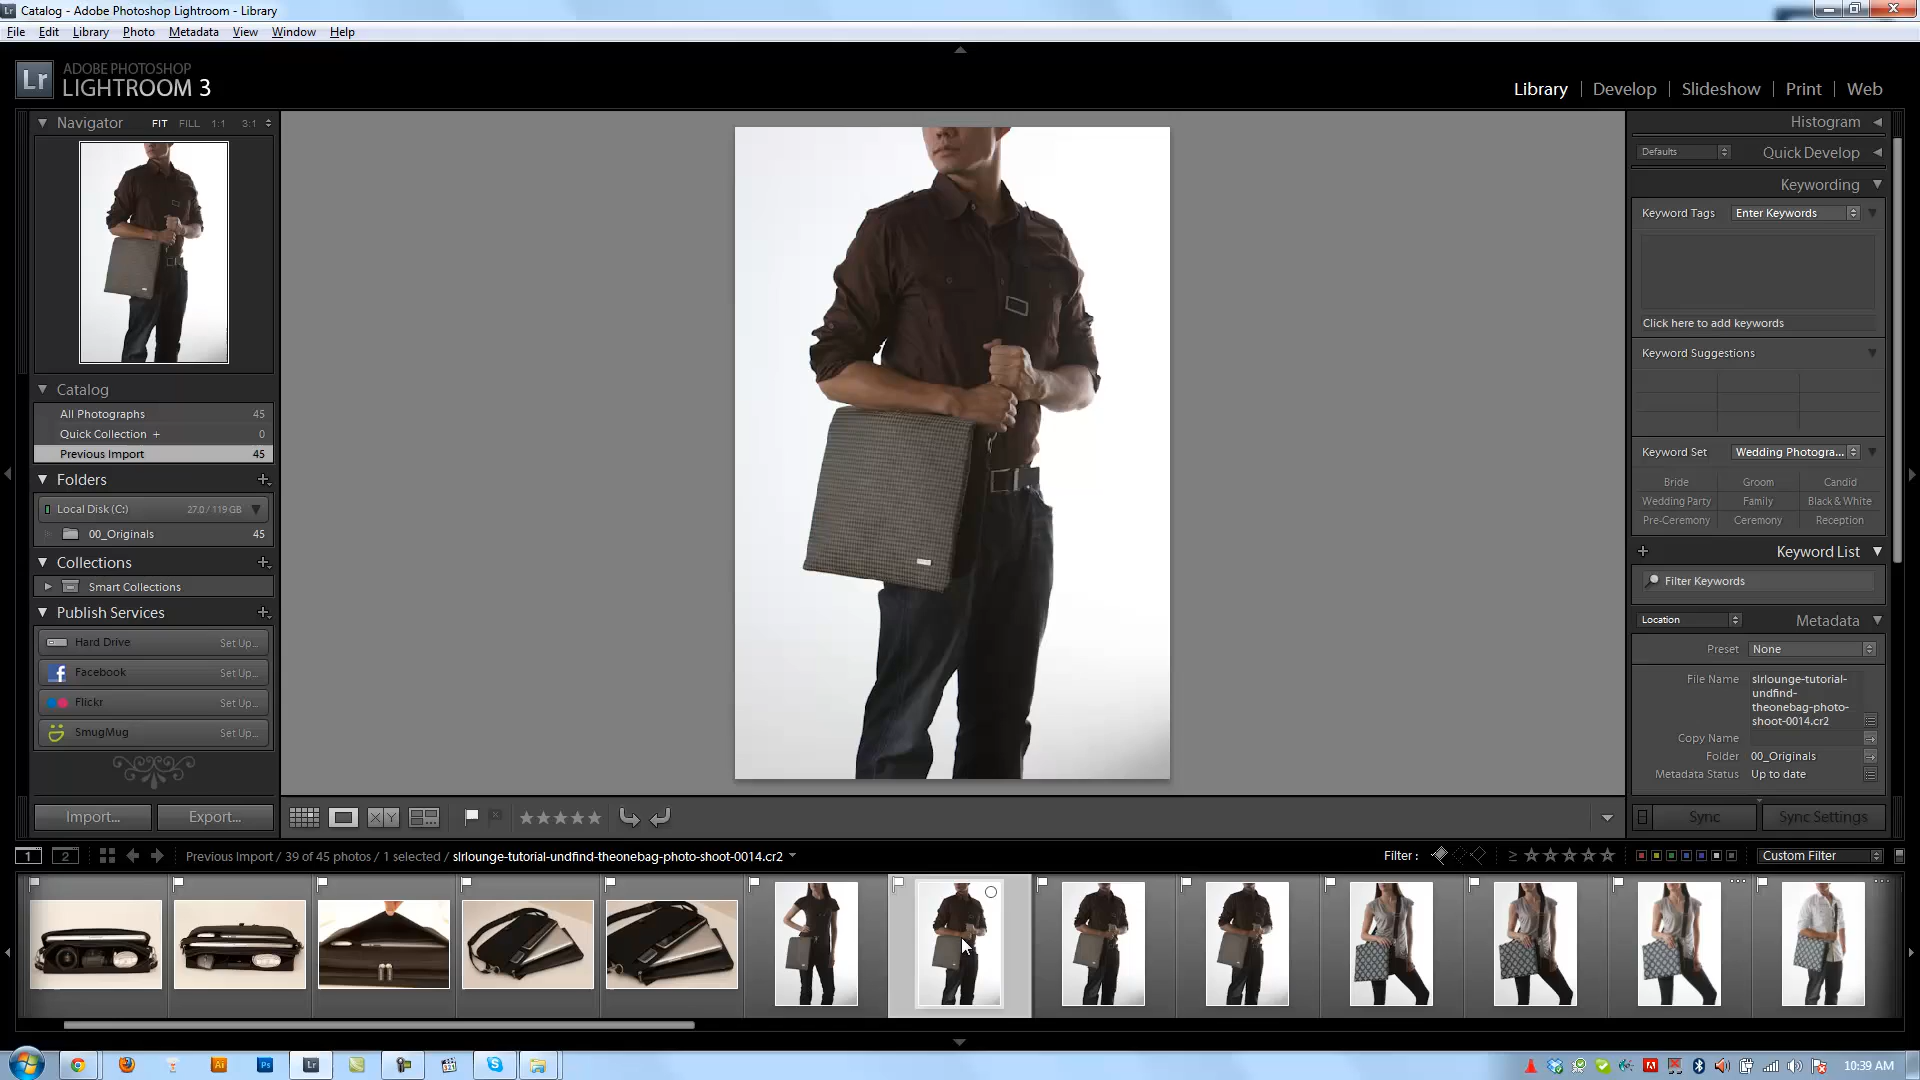 Catalog - Adobe Photoshop Lightroom - Library
File Edit Library Photo Metadata View Window Help
Lr ADOBE PHOTOSHOP
LIGHTROOM 3
Library | Develop | Slideshow | Print | Web
Navigator FIT FILL 1:1 3:1
Catalog
All Photographs 45
Quick Collection + 0
Previous Import 45
Folders
Local Disk (C:) 27.0 / 119 GB
00_Originals 45
Collections
Smart Collections
Publish Services
Hard Drive Set Up...
Facebook Set Up...
Flickr Set Up...
SmugMug Set Up...
Import... Export...
Histogram
Defaults Quick Develop
Keywording
Keyword Tags Enter Keywords
Click here to add keywords
Keyword Suggestions
Keyword Set Wedding Photogra...
Bride Groom Candid
Wedding Party Family Black & White
Pre-Ceremony Ceremony Reception
Keyword List
Filter Keywords
Location Metadata
Preset None
File Name slrlounge-tutorial-
undfind-
theonebag-photo-
shoot-0014.cr2
Copy Name
Folder 00_Originals
Metadata Status Up to date
Sync Sync Settings
X Y
1 2 Previous Import / 39 of 45 photos / 1 selected / slrlounge-tutorial-undfind-theonebag-photo-shoot-0014.cr2 Filter : ≥ Custom Filter
Ai Ps Lr
10:39 AM